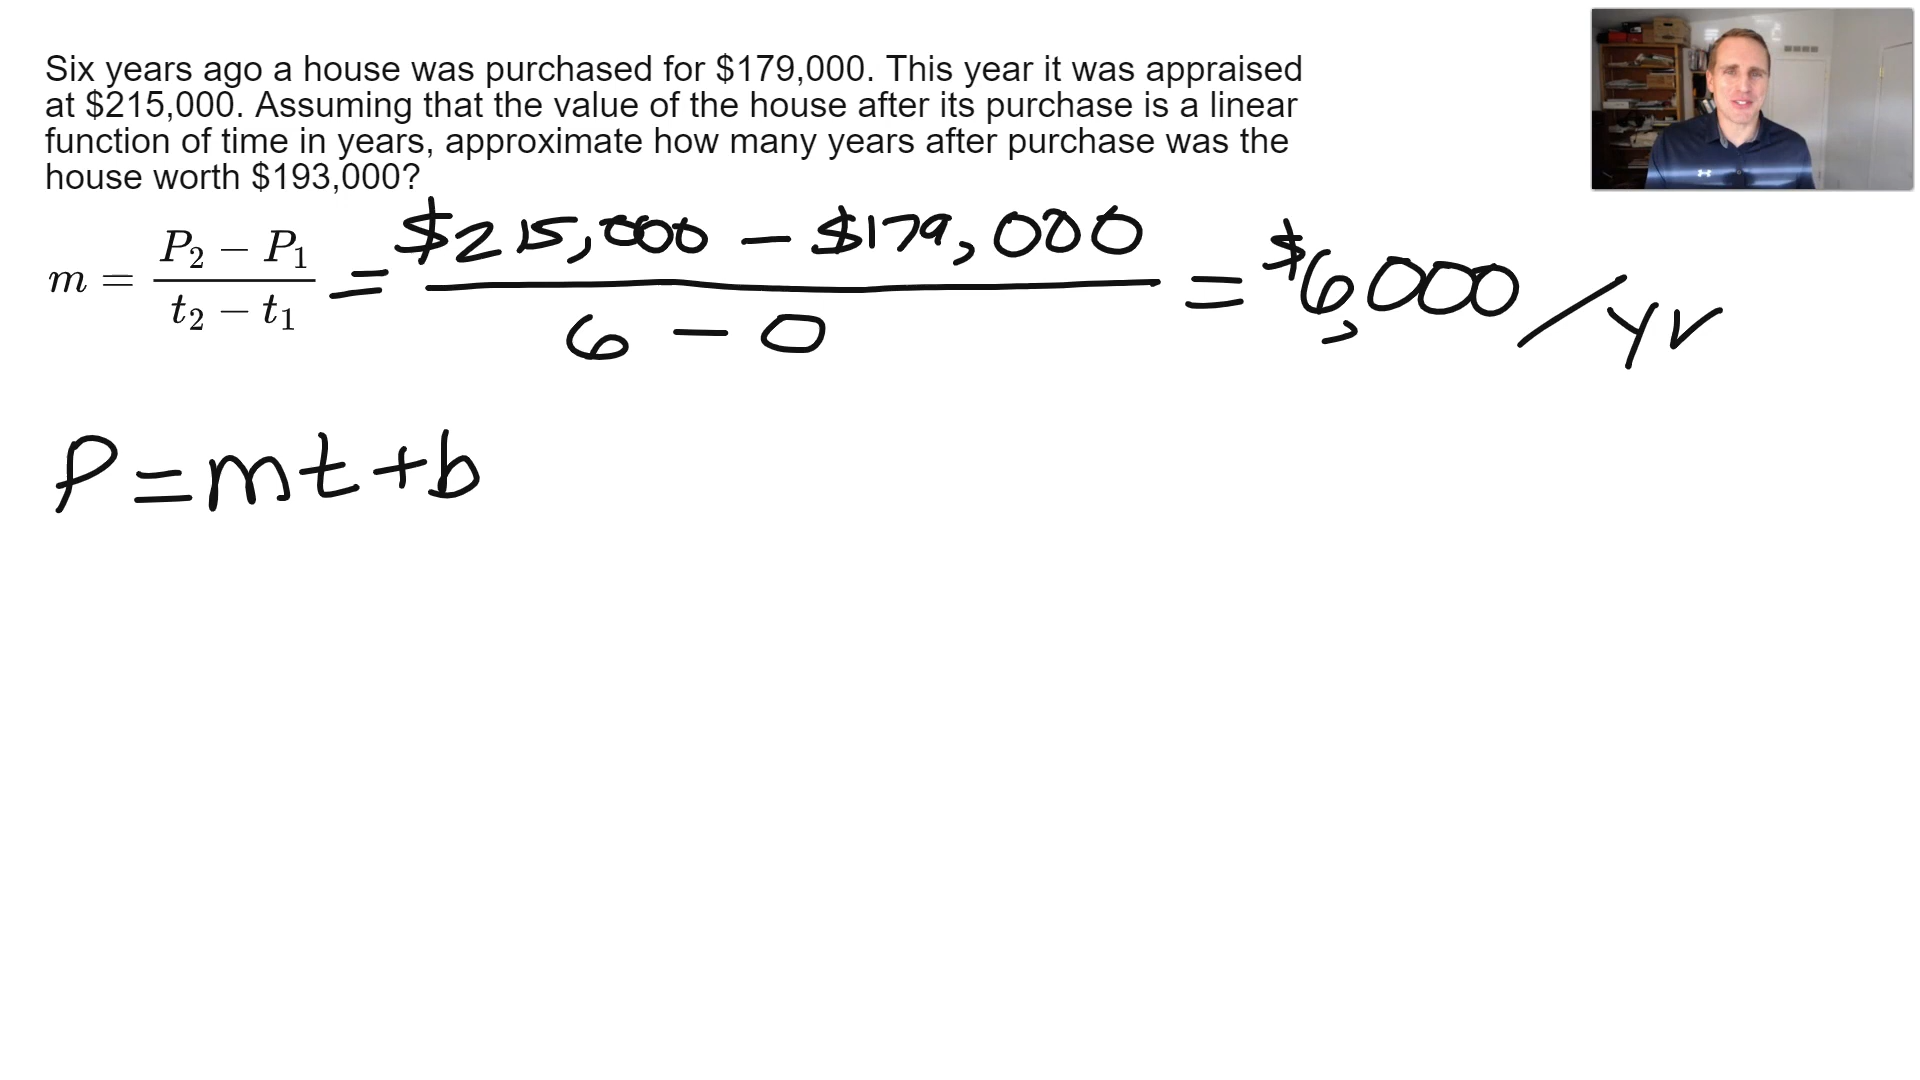 Six years ago a house was purchased for $179,000. This year it was appraised
at $215,000. Assuming that the value of the house after its purchase is a linear
function of time in years, approximate how many years after purchase was the
house worth $193,000?
m = (P₂ − P₁)/(t₂ − t₁) = ($215,000 − $179,000)/(6 − 0) = $6,000/yr
P = mt + b